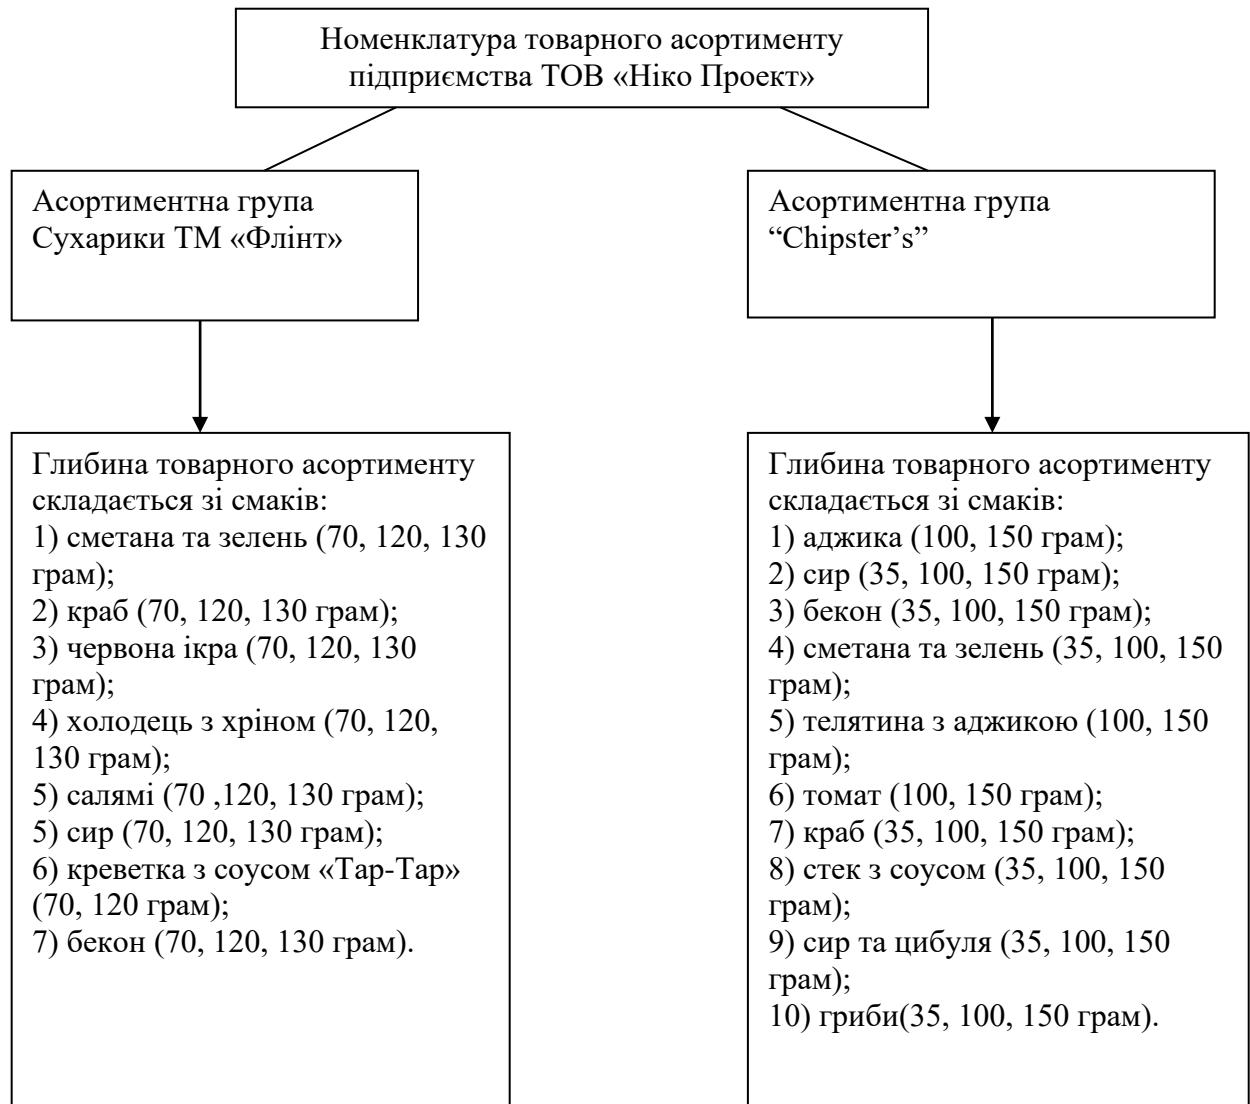 Номенклатура товарного асортименту
підприємства ТОВ «Ніко Проект»
Асортиментна група
Сухарики ТМ «Флінт»
Асортиментна група
“Chipster’s”
Глибина товарного асортименту
складається зі смаків:
1) сметана та зелень (70, 120, 130
грам);
2) краб (70, 120, 130 грам);
3) червона ікра (70, 120, 130
грам);
4) холодець з хріном (70, 120,
130 грам);
5) салямі (70 ,120, 130 грам);
5) сир (70, 120, 130 грам);
6) креветка з соусом «Тар-Тар»
(70, 120 грам);
7) бекон (70, 120, 130 грам).
Глибина товарного асортименту
складається зі смаків:
1) аджика (100, 150 грам);
2) сир (35, 100, 150 грам);
3) бекон (35, 100, 150 грам);
4) сметана та зелень (35, 100, 150
грам);
5) телятина з аджикою (100, 150
грам);
6) томат (100, 150 грам);
7) краб (35, 100, 150 грам);
8) стек з соусом (35, 100, 150
грам);
9) сир та цибуля (35, 100, 150
грам);
10) гриби(35, 100, 150 грам).